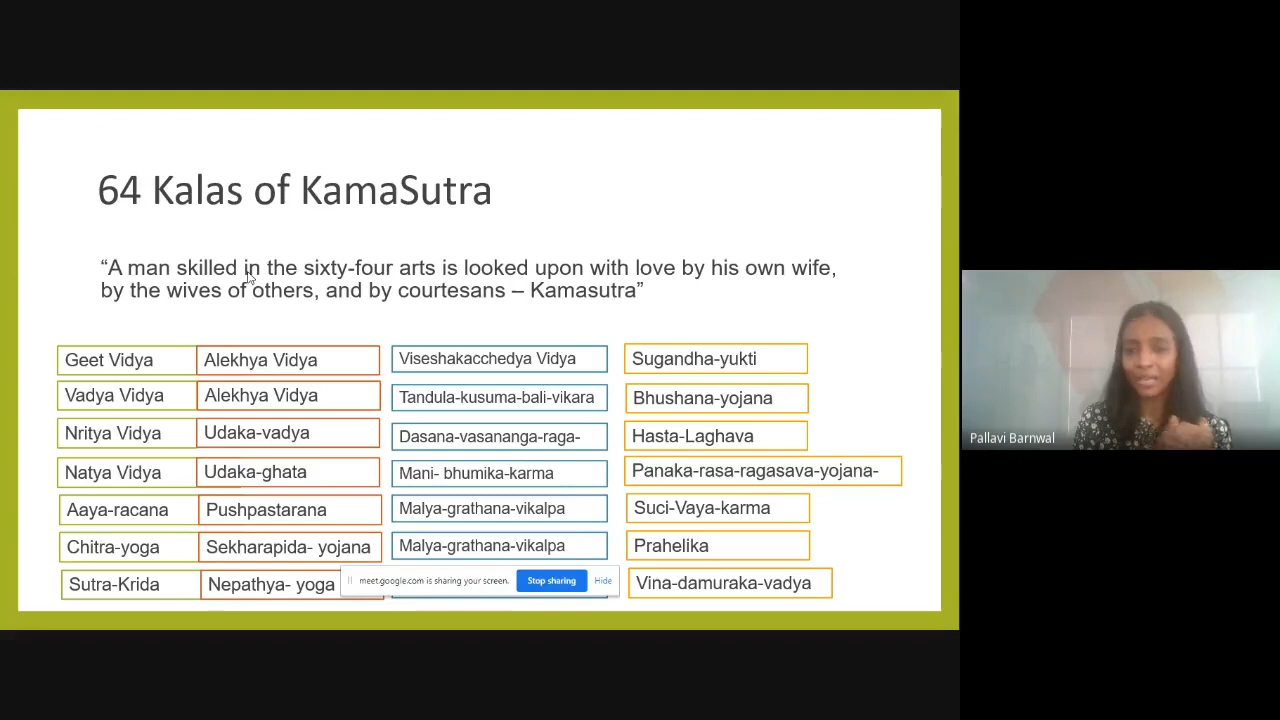 64 Kalas of KamaSutra
“A man skilled in the sixty-four arts is looked upon with love by his own wife,
by the wives of others, and by courtesans – Kamasutra”
Geet Vidya Alekhya Vidya Viseshakacchedya Vidya Sugandha-yukti
Vadya Vidya Alekhya Vidya Tandula-kusuma-bali-vikara Bhushana-yojana
Nritya Vidya Udaka-vadya Dasana-vasananga-raga- Hasta-Laghava
Natya Vidya Udaka-ghata Mani- bhumika-karma Panaka-rasa-ragasava-yojana-
Aaya-racana Pushpastarana Malya-grathana-vikalpa Suci-Vaya-karma
Chitra-yoga Sekharapida- yojana Malya-grathana-vikalpa Prahelika
Sutra-Krida Nepathya- yoga Vina-damuraka-vadya
meet.google.com is sharing your screen. Stop sharing Hide
Pallavi Barnwal